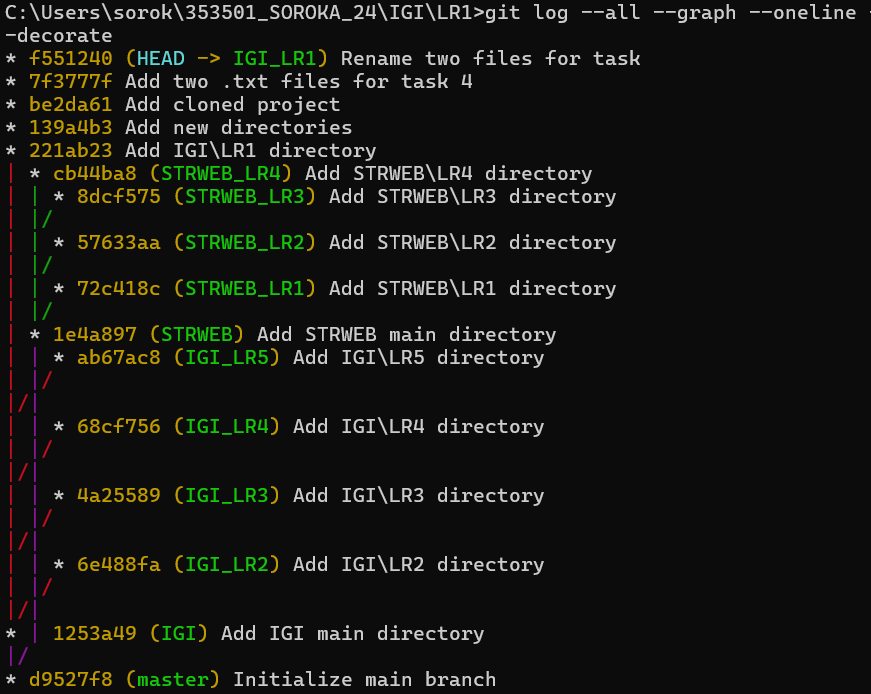 C:\Users\sorok\353501_SOROKA_24\IGI\LR1>git log --all --graph --oneline -
-decorate
* f551240 (HEAD -> IGI_LR1) Rename two files for task
* 7f3777f Add two .txt files for task 4
* be2da61 Add cloned project
* 139a4b3 Add new directories
* 221ab23 Add IGI\LR1 directory
| * cb44ba8 (STRWEB_LR4) Add STRWEB\LR4 directory
| | * 8dcf575 (STRWEB_LR3) Add STRWEB\LR3 directory
| |/
| | * 57633aa (STRWEB_LR2) Add STRWEB\LR2 directory
| |/
| | * 72c418c (STRWEB_LR1) Add STRWEB\LR1 directory
| |/
| * 1e4a897 (STRWEB) Add STRWEB main directory
| | * ab67ac8 (IGI_LR5) Add IGI\LR5 directory
| |/
|/|
| | * 68cf756 (IGI_LR4) Add IGI\LR4 directory
| |/
|/|
| | * 4a25589 (IGI_LR3) Add IGI\LR3 directory
| |/
|/|
| | * 6e488fa (IGI_LR2) Add IGI\LR2 directory
| |/
|/|
* | 1253a49 (IGI) Add IGI main directory
|/
* d9527f8 (master) Initialize main branch